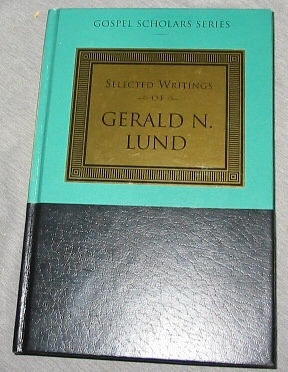 GOSPEL SCHOLARS SERIES
SELECTED WRITINGS
OF
GERALD N.
LUND